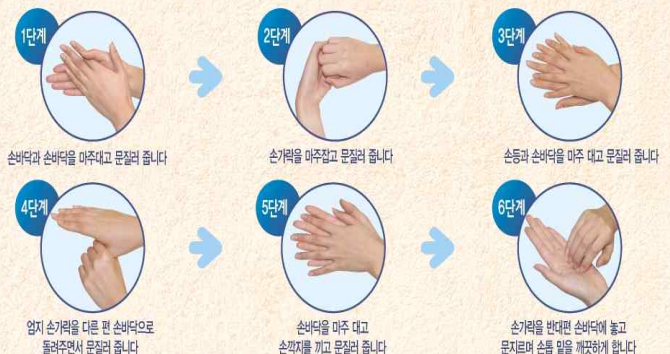 1단계
손바닥과 손바닥을 마주대고 문질러 줍니다
2단계
손가락을 마주잡고 문질러 줍니다
3단계
손등과 손바닥을 마주 대고 문질러 줍니다
4단계
엄지 손가락을 다른 편 손바닥으로
돌려주면서 문질러 줍니다
5단계
손바닥을 마주 대고
손깍지를 끼고 문질러 줍니다
6단계
손가락을 반대편 손바닥에 놓고
문지르며 손톱 밑을 깨끗하게 합니다